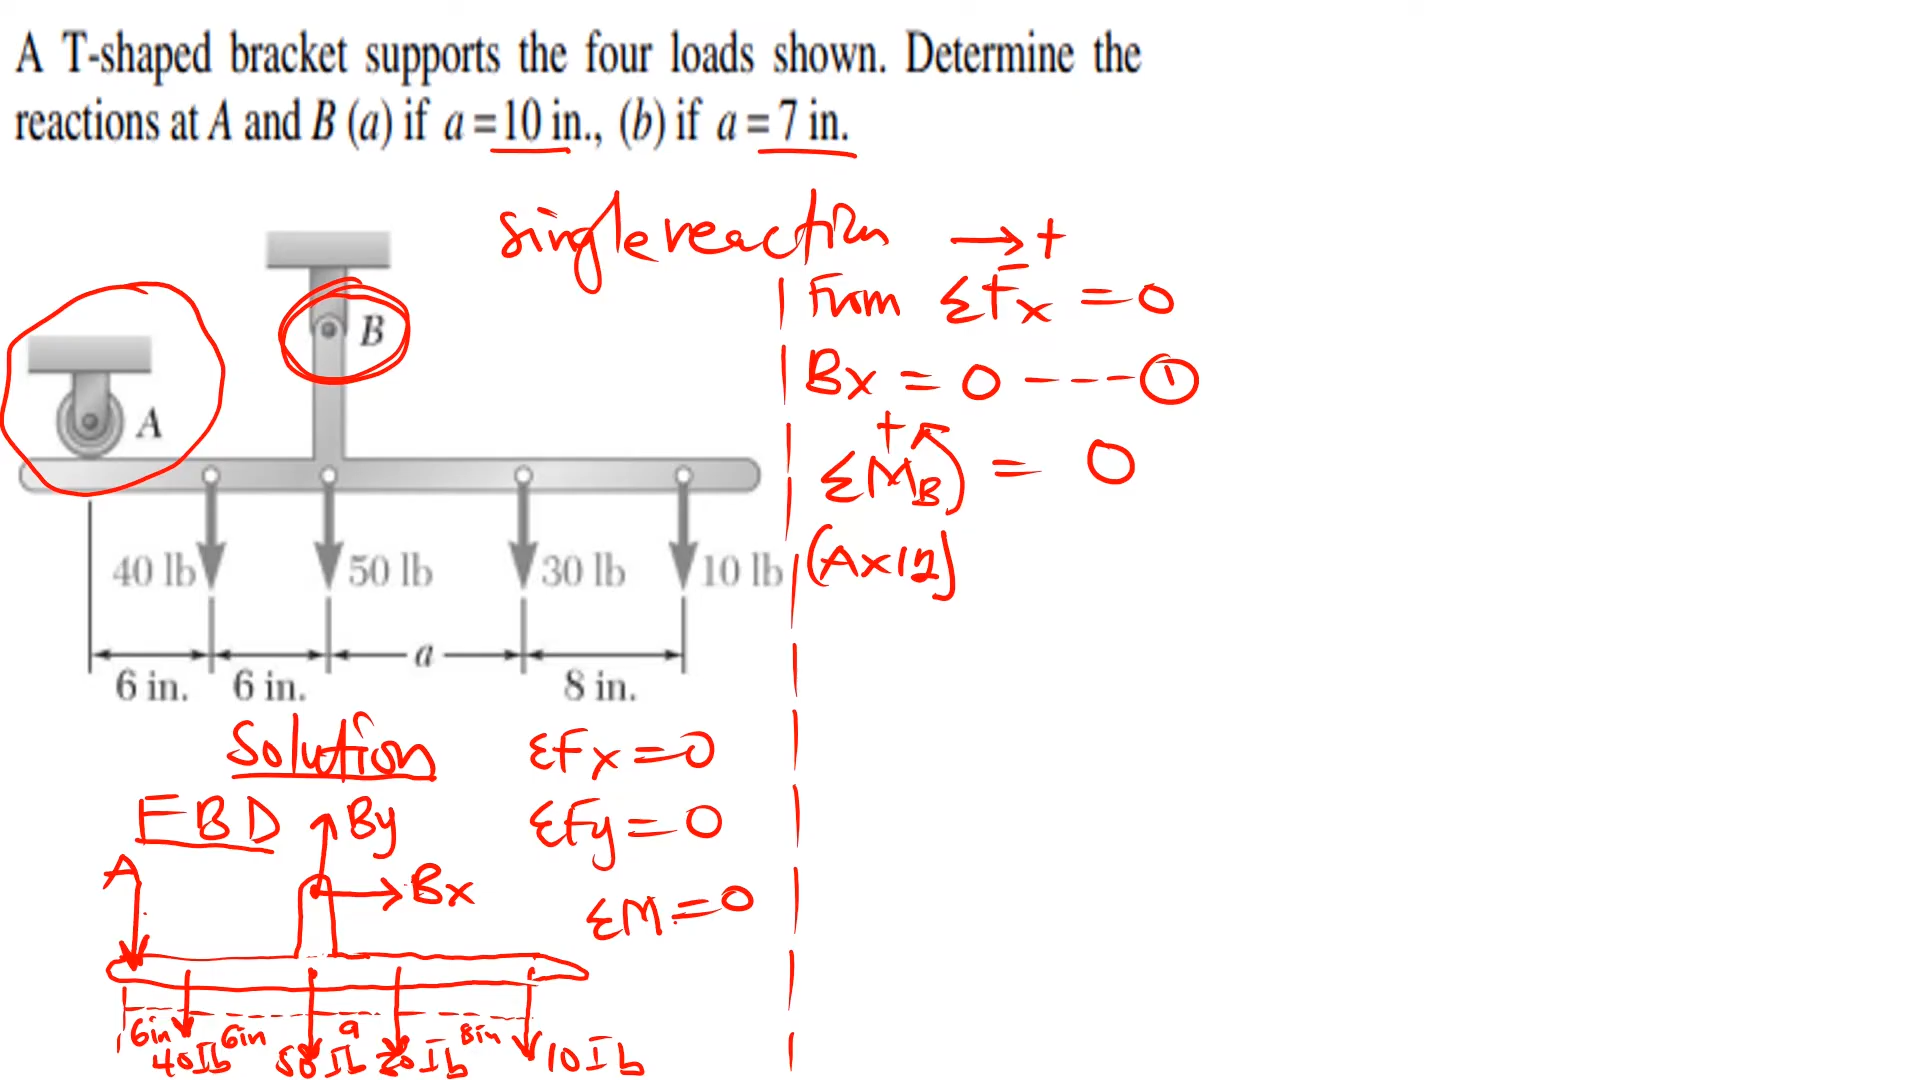 A T-shaped bracket supports the four loads shown. Determine the
reactions at A and B (a) if a = 10 in., (b) if a = 7 in.
single reaction → +
From ΣFx = 0
Bx = 0 ---- ①
+
ΣMB) = 0
(A×12)
B
A
40 lb
50 lb
30 lb
10 lb
6 in.
6 in.
a
8 in.
Solution
FBD
By
A
Bx
6in
6in
a
8in
40Ib
50Ib
10Ib
ΣFx=0
ΣFy=0
ΣM=0